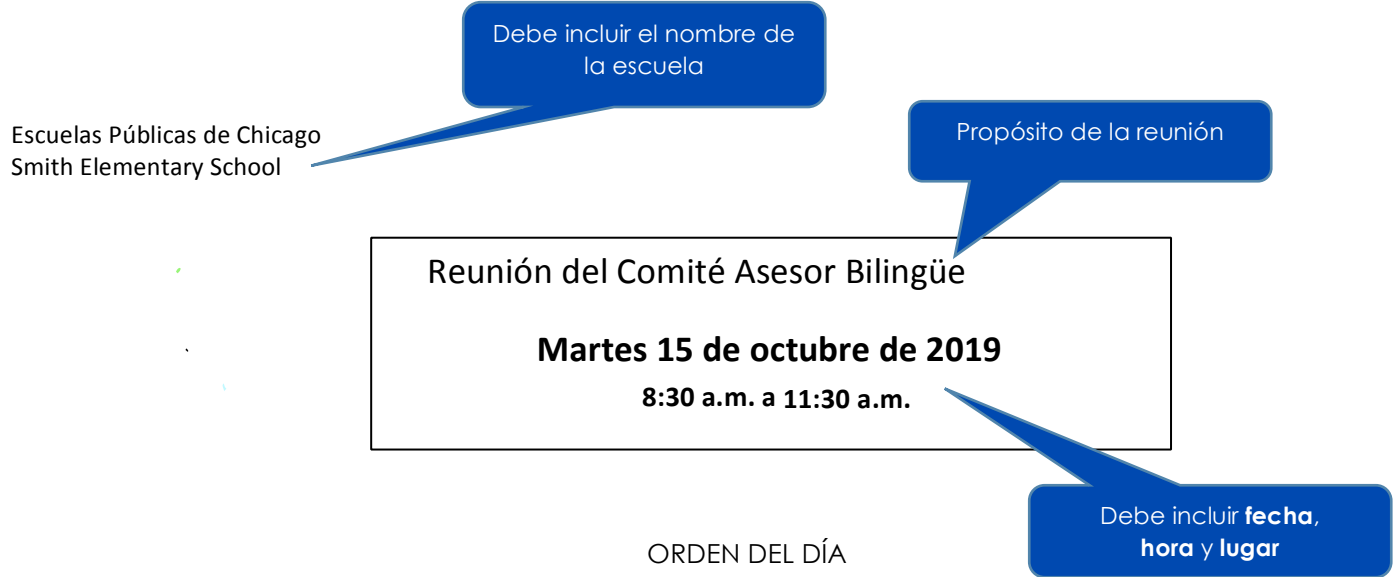 Debe incluir el nombre de
la escuela
Escuelas Públicas de Chicago
Smith Elementary School
Propósito de la reunión
Reunión del Comité Asesor Bilingüe
Martes 15 de octubre de 2019
8:30 a.m. a 11:30 a.m.
Debe incluir fecha,
hora y lugar
ORDEN DEL DÍA